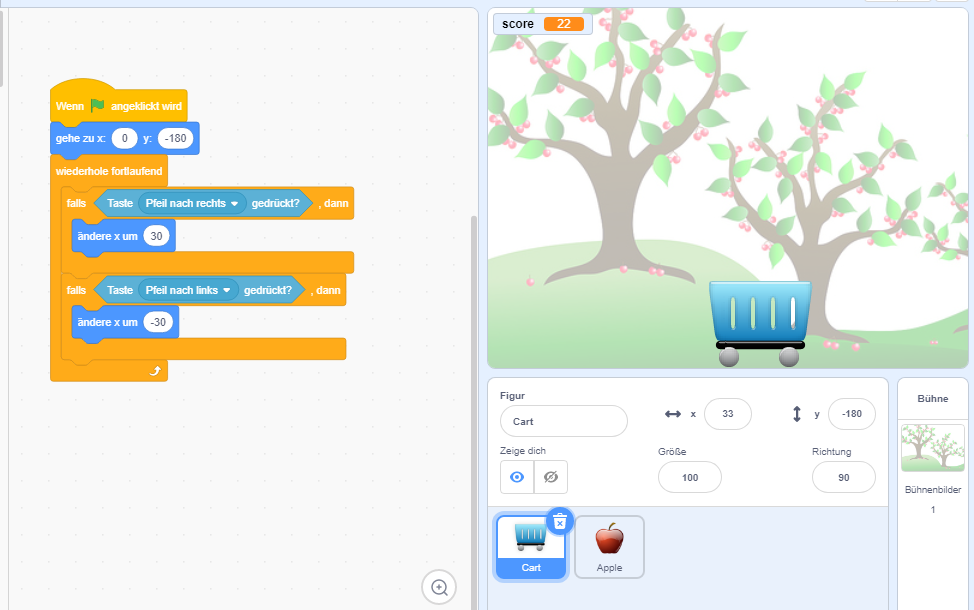 Wenn angeklickt wird
gehe zu x: 0 y: -180
wiederhole fortlaufend
falls Taste Pfeil nach rechts gedrückt? , dann
ändere x um 30
falls Taste Pfeil nach links gedrückt? , dann
ändere x um -30
score 22
Figur
Cart
x 33
y -180
Zeige dich
Größe
100
Richtung
90
Cart
Apple
Bühne
Bühnenbilder
1